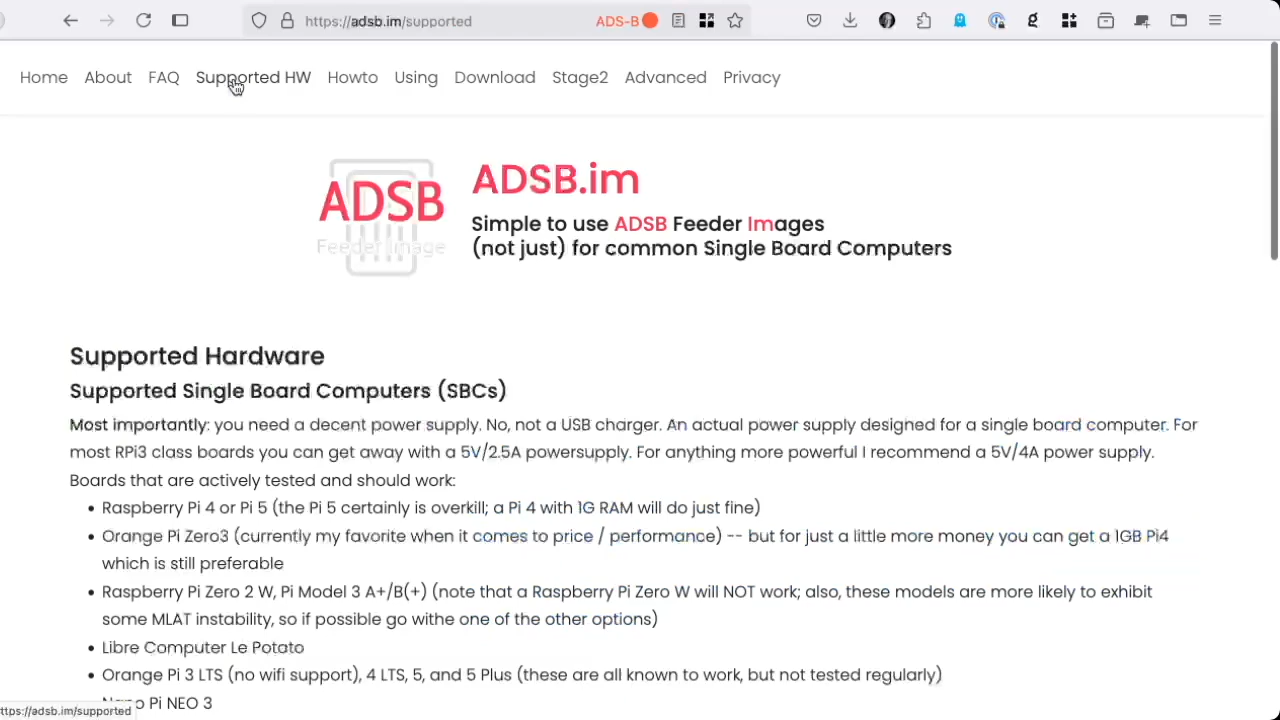 https://adsb.im/supported
ADS-B
Home About FAQ Supported HW Howto Using Download Stage2 Advanced Privacy
ADSB
Feeder Image
ADSB.im
Simple to use ADSB Feeder Images
(not just) for common Single Board Computers
Supported Hardware
Supported Single Board Computers (SBCs)
Most importantly: you need a decent power supply. No, not a USB charger. An actual power supply designed for a single board computer. For
most RPi3 class boards you can get away with a 5V/2.5A powersupply. For anything more powerful I recommend a 5V/4A power supply.
Boards that are actively tested and should work:
• Raspberry Pi 4 or Pi 5 (the Pi 5 certainly is overkill; a Pi 4 with 1G RAM will do just fine)
• Orange Pi Zero3 (currently my favorite when it comes to price / performance) -- but for just a little more money you can get a 1GB Pi4
which is still preferable
• Raspberry Pi Zero 2 W, Pi Model 3 A+/B(+) (note that a Raspberry Pi Zero W will NOT work; also, these models are more likely to exhibit
some MLAT instability, so if possible go withe one of the other options)
• Libre Computer Le Potato
• Orange Pi 3 LTS (no wifi support), 4 LTS, 5, and 5 Plus (these are all known to work, but not tested regularly)
Pi NEO 3
ttps://adsb.im/supported